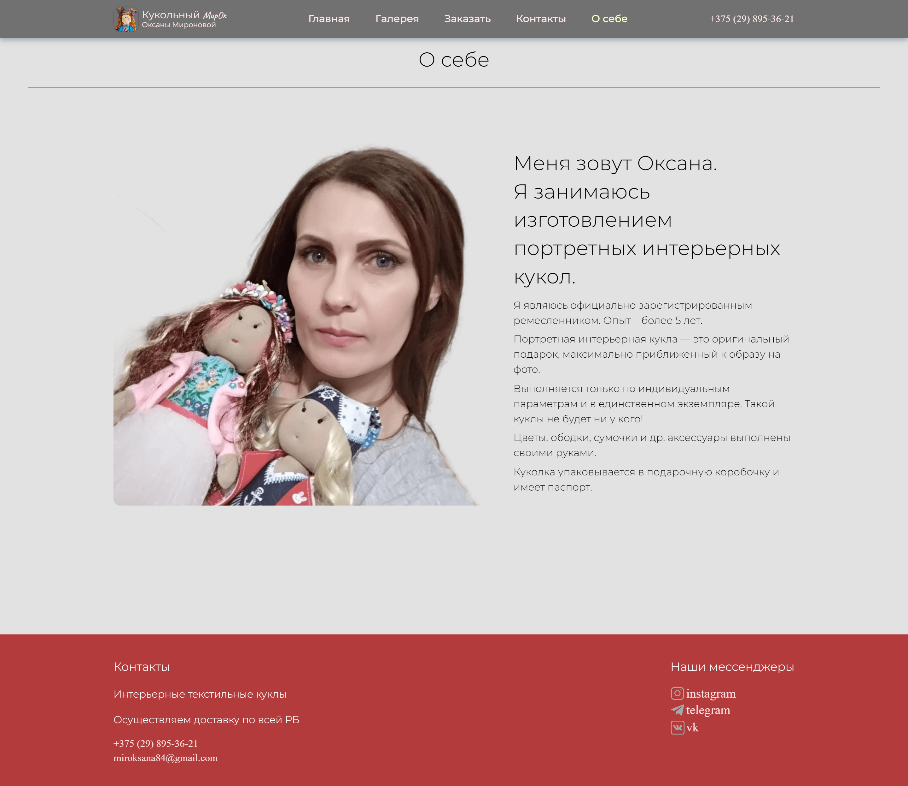 Кукольный МирОк
Оксаны Мироновой
Главная
Галерея
Заказать
Контакты
О себе
+375 (29) 895-36-21
О себе
Меня зовут Оксана.
Я занимаюсь
изготовлением
портретных интерьерных
кукол.
Я являюсь официально зарегистрированным
ремесленником. Опыт - более 5 лет.
Портретная интерьерная кукла — это оригинальный
подарок, максимально приближенный к образу на
фото.
Выполняется только по индивидуальным
параметрам и в единственном экземпляре. Такой
куклы не будет ни у кого!
Цветы, ободки, сумочки и др. аксессуары выполнены
своими руками.
Куколка упаковывается в подарочную коробочку и
имеет паспорт.
Контакты
Интерьерные текстильные куклы
Осуществляем доставку по всей РБ
+375 (29) 895-36-21
miroksana84@gmail.com
Наши мессенджеры
instagram
telegram
vk